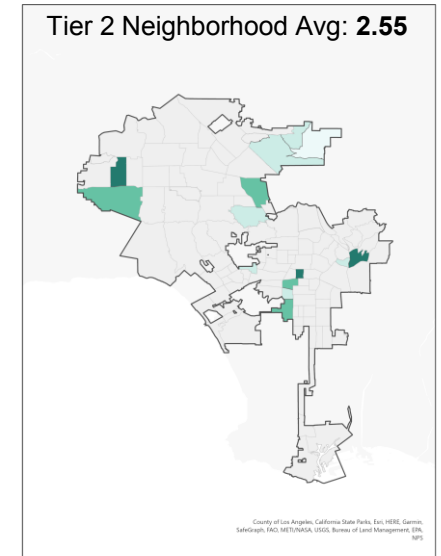 Tier 2 Neighborhood Avg: 2.55
County of Los Angeles, California State Parks, Esri, HERE, Garmin,
SafeGraph, FAO, METI/NASA, USGS, Bureau of Land Management, EPA,
NPS